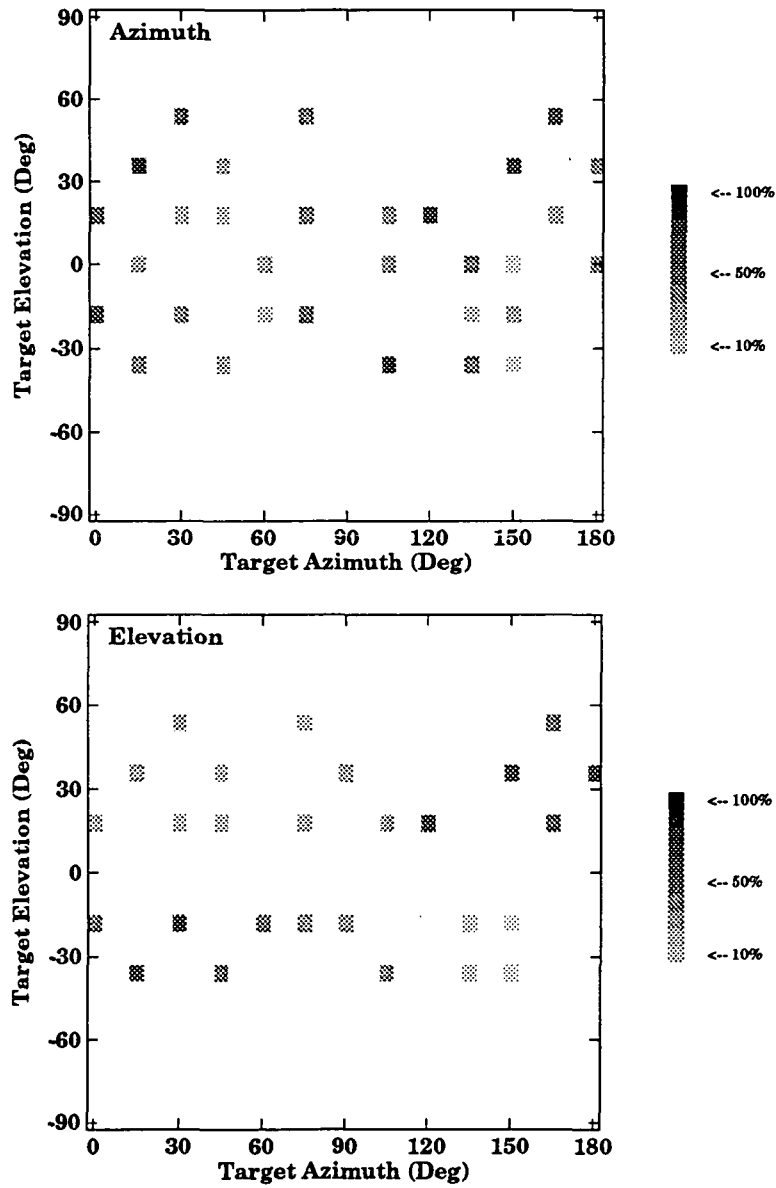 Azimuth
90
60
30
0
-30
-60
-90
Target Elevation (Deg)
0 30 60 90 120 150 180
Target Azimuth (Deg)
<-- 100%
<-- 50%
<-- 10%
Elevation
90
60
30
0
-30
-60
-90
Target Elevation (Deg)
0 30 60 90 120 150 180
Target Azimuth (Deg)
<-- 100%
<-- 50%
<-- 10%